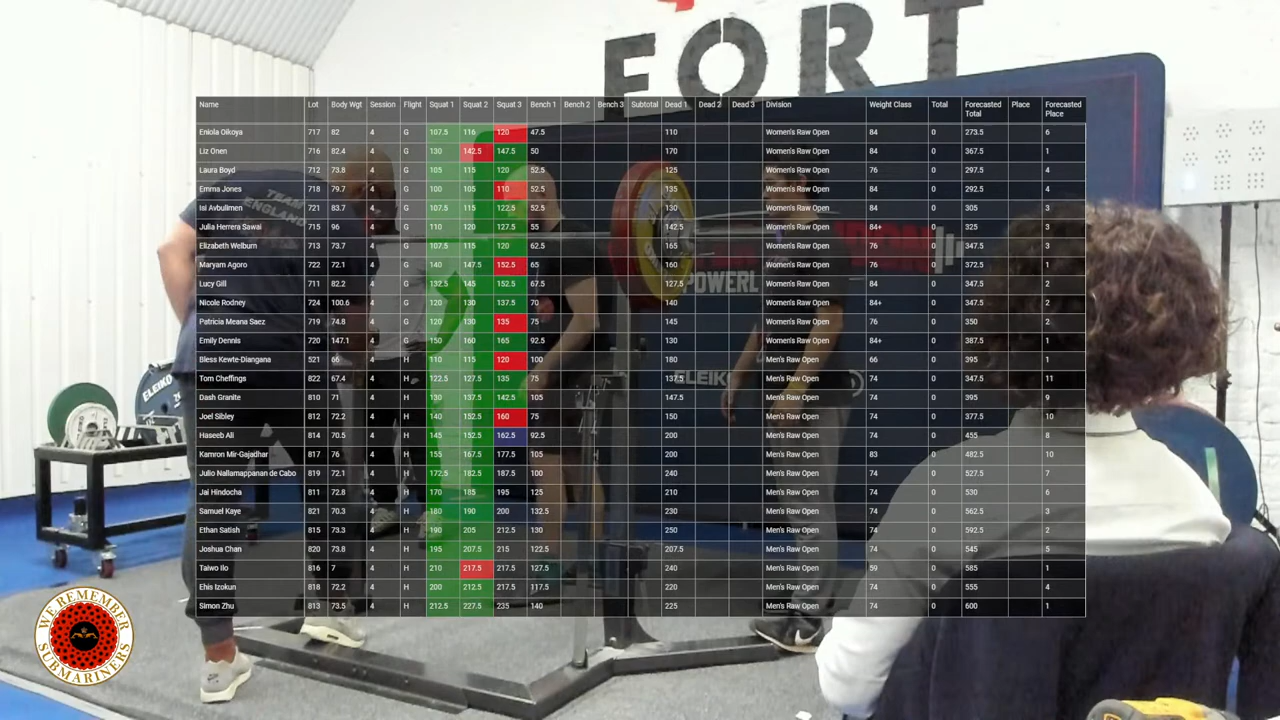 FORT
Name Lot Body Wgt Session Flight Squat 1 Squat 2 Squat 3 Bench 1 Bench 2 Bench 3 Subtotal Dead 1 Dead 2 Dead 3 Division Weight Class Total Forecasted Total Place Forecasted Place
Eniola Oikoya 717 82 4 G 107.5 116 120 47.5 110 Women's Raw Open 84 0 273.5 6
Liz Onen 716 82.4 4 G 130 142.5 147.5 50 170 Women's Raw Open 84 0 367.5 1
Laura Boyd 712 73.8 4 G 105 115 120 52.5 125 Women's Raw Open 76 0 297.5 4
Emma Jones 718 79.7 4 G 100 105 110 52.5 135 Women's Raw Open 84 0 292.5 4
Isi Avbulimen 721 83.7 4 G 107.5 115 122.5 52.5 130 Women's Raw Open 84 0 305 3
Julia Herrera Sawai 715 96 4 G 110 120 127.5 55 142.5 Women's Raw Open 84+ 0 325 3
Elizabeth Welburn 713 73.7 4 G 107.5 115 120 62.5 165 Women's Raw Open 76 0 347.5 3
Maryam Agoro 722 72.1 4 G 140 147.5 152.5 65 160 Women's Raw Open 76 0 372.5 1
Lucy Gill 711 82.2 4 G 132.5 145 152.5 67.5 127.5 Women's Raw Open 84 0 347.5 2
Nicole Rodney 724 100.6 4 G 120 130 137.5 70 140 Women's Raw Open 84+ 0 347.5 2
Patricia Meana Saez 719 74.8 4 G 120 130 135 75 145 Women's Raw Open 76 0 350 2
Emily Dennis 720 147.1 4 G 150 160 165 92.5 130 Women's Raw Open 84+ 0 387.5 1
Bless Kewte-Diangana 521 66 4 H 110 115 120 100 180 Men's Raw Open 66 0 395 1
Tom Cheffings 822 67.4 4 H 122.5 127.5 135 75 137.5 Men's Raw Open 74 0 347.5 11
Dash Granite 810 71 4 H 130 137.5 142.5 105 147.5 Men's Raw Open 74 0 395 9
Joel Sibley 812 72.2 4 H 140 152.5 160 75 150 Men's Raw Open 74 0 377.5 10
Haseeb Ali 814 70.5 4 H 145 152.5 162.5 92.5 200 Men's Raw Open 74 0 455 8
Kamron Mir-Gajadhar 817 76 4 H 155 167.5 177.5 105 200 Men's Raw Open 83 0 482.5 10
Julio Nallamappanan de Cabo 819 72.1 4 H 172.5 182.5 187.5 100 240 Men's Raw Open 74 0 527.5 7
Jai Hindocha 811 72.8 4 H 170 185 195 125 210 Men's Raw Open 74 0 530 6
Samuel Kaye 821 70.3 4 H 180 190 200 132.5 230 Men's Raw Open 74 0 562.5 3
Ethan Satish 815 73.3 4 H 190 205 212.5 130 250 Men's Raw Open 74 0 592.5 2
Joshua Chan 820 73.8 4 H 195 207.5 215 122.5 207.5 Men's Raw Open 74 0 545 5
Taiwo Ilo 816 7 4 H 210 217.5 217.5 127.5 240 Men's Raw Open 59 0 585 1
Ehis Izokun 818 72.2 4 H 200 212.5 217.5 117.5 220 Men's Raw Open 74 0 555 4
Simon Zhu 813 73.5 4 H 212.5 227.5 235 140 225 Men's Raw Open 74 0 600 1
TEAM
ENGLAND
POWERL
ELEIKO
ELEIKO
WE REMEMBER
SUBMARINERS